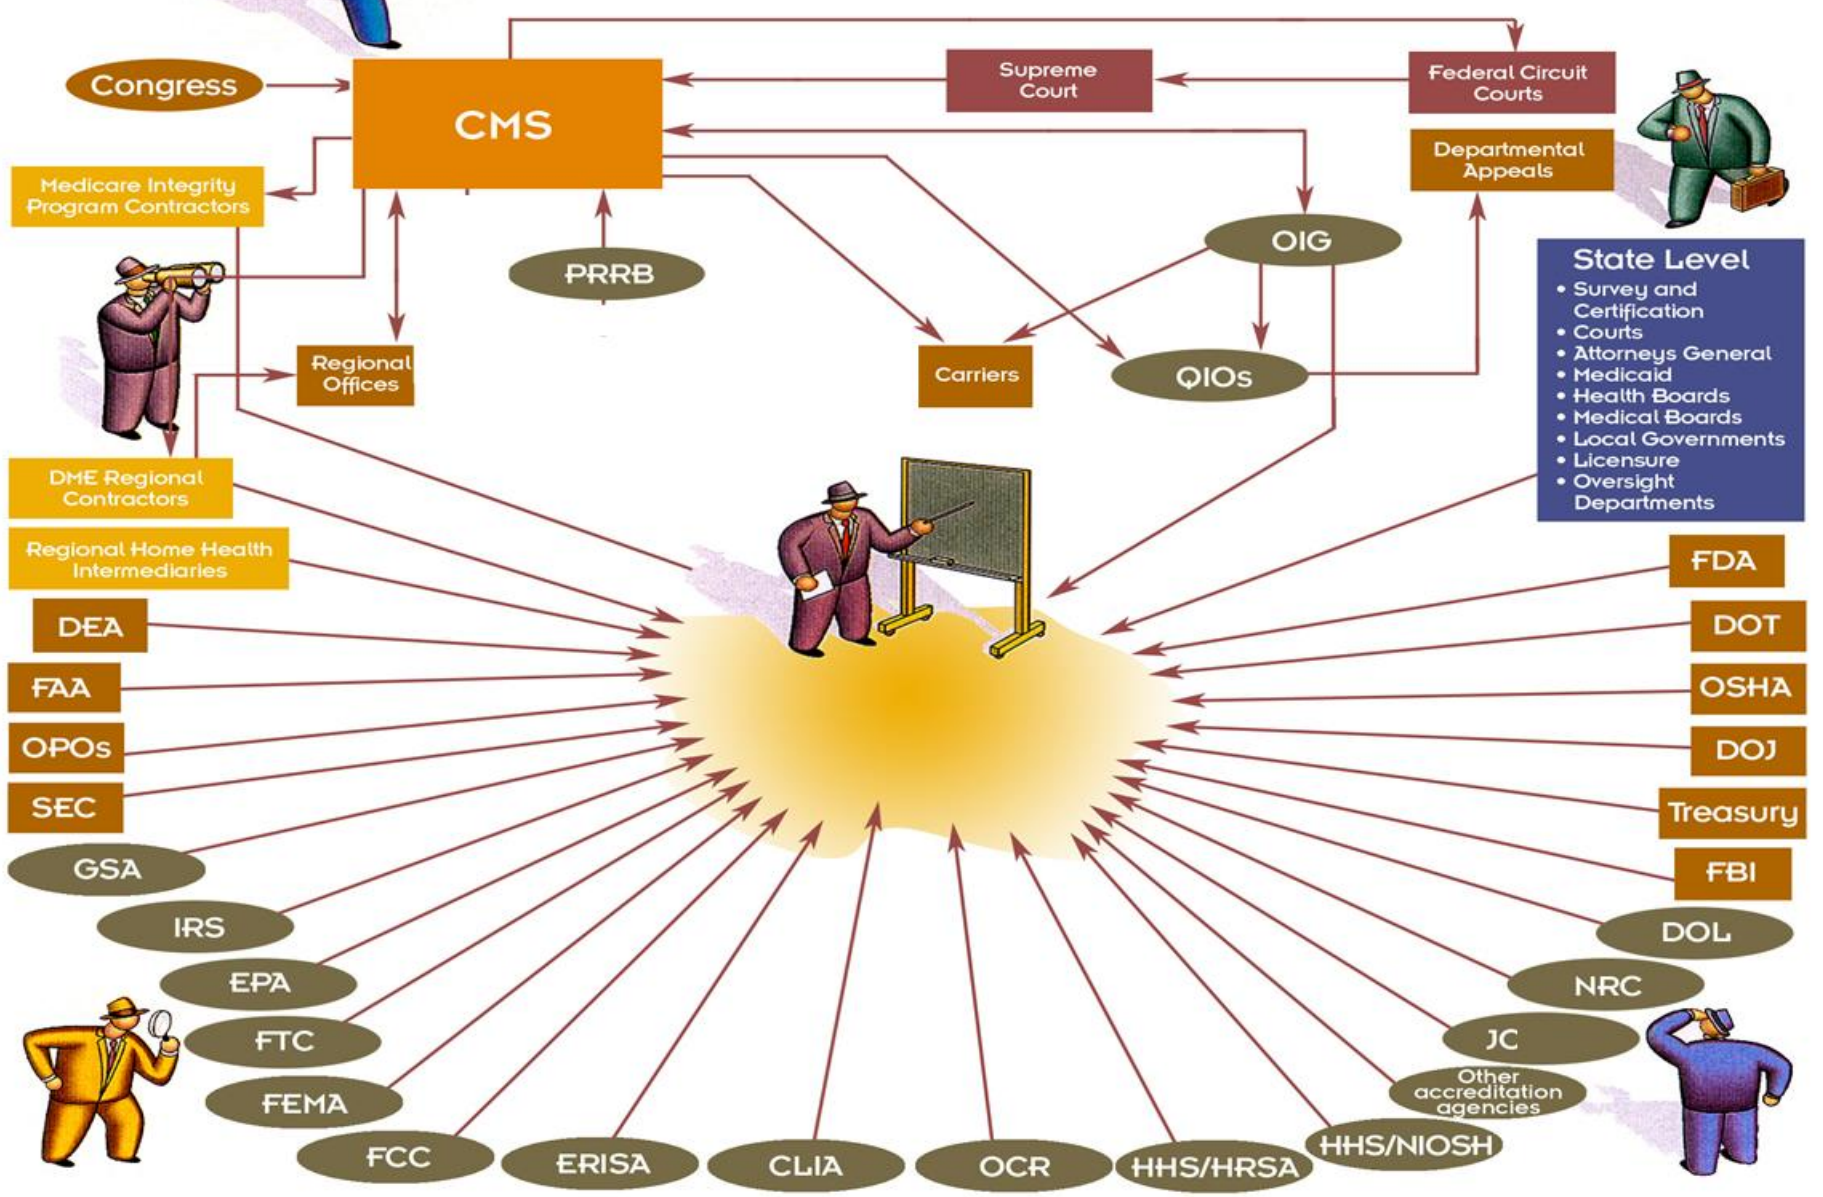 Congress
CMS
Supreme
Court
Federal Circuit
Courts
Departmental
Appeals
Medicare Integrity
Program Contractors
PRRB
OIG
State Level
• Survey and
Certification
• Courts
• Attorneys General
• Medicaid
• Health Boards
• Medical Boards
• Local Governments
• Licensure
• Oversight
Departments
Regional
Offices
Carriers
QIOs
DME Regional
Contractors
Regional Home Health
Intermediaries
DEA
FAA
OPOs
SEC
GSA
IRS
EPA
FTC
FEMA
FCC
ERISA
CLIA
OCR
HHS/HRSA
HHS/NIOSH
Other
accreditation
agencies
JC
NRC
DOL
FBI
Treasury
DOJ
OSHA
DOT
FDA